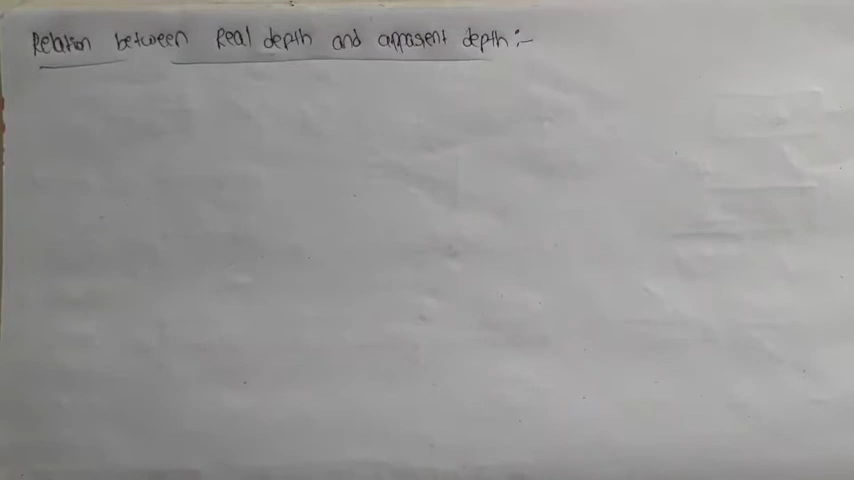 Relation between Real depth and apparent depth :-